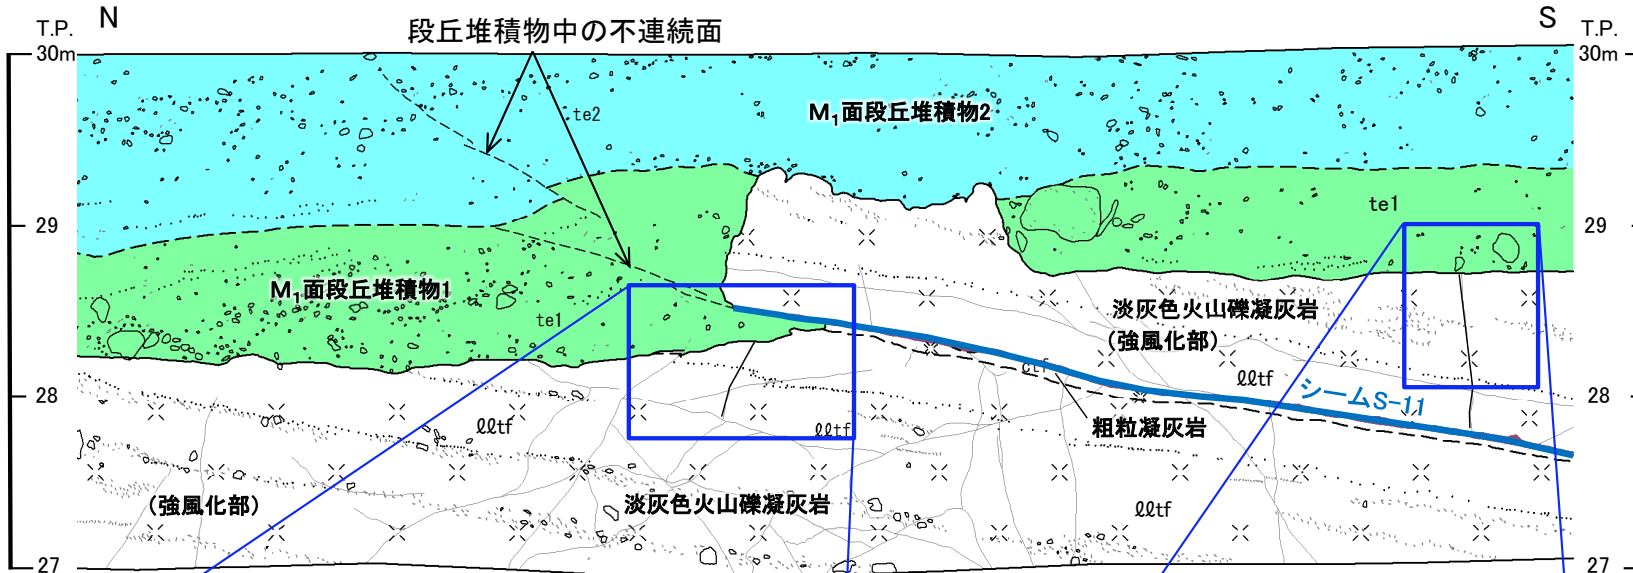 N
S
T.P.
T.P.
段丘堆積物中の不連続面
30m
30m
te2
M₁面段丘堆積物2
te1
29
29
M₁面段丘堆積物1
te1
淡灰色火山礫凝灰岩
(強風化部)
ctf
ℓℓtf
シームS-11
28
28
ℓℓtf
ℓℓtf
粗粒凝灰岩
(強風化部)
淡灰色火山礫凝灰岩
ℓℓtf
27
27